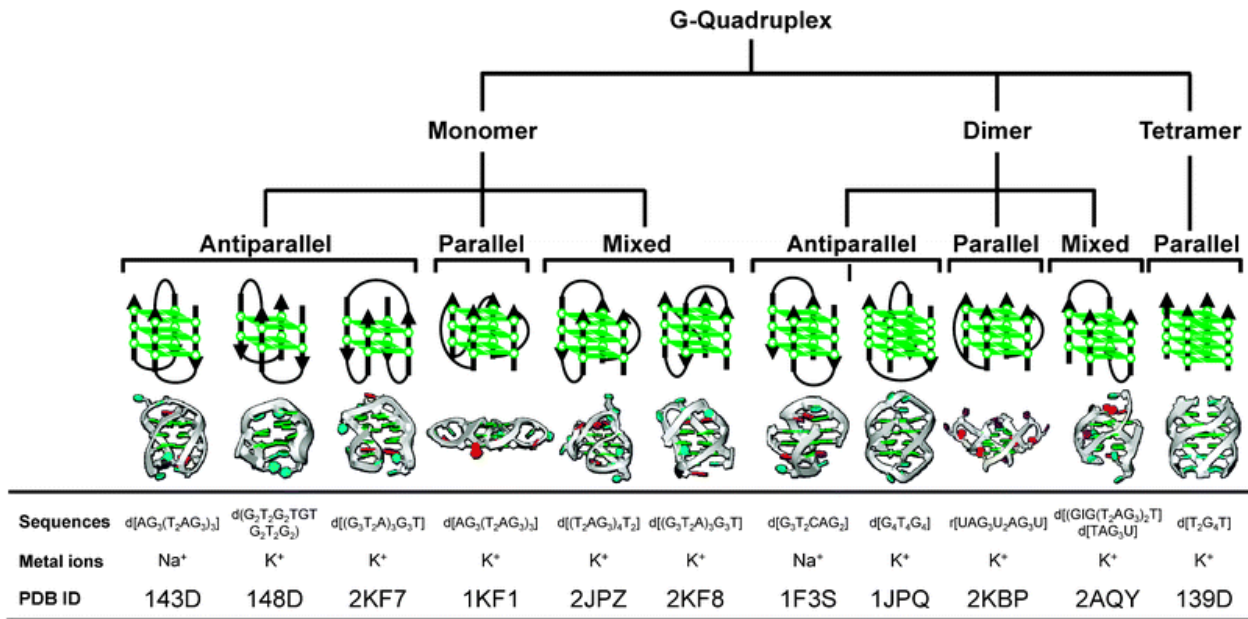 G-Quadruplex
Monomer Dimer Tetramer
Antiparallel Parallel Mixed Antiparallel Parallel Mixed Parallel
Sequences d[AG₃(T₂AG₃)₃] d(G₂T₂G₂TGT d[(G₃T₂A)₃G₃T] d[AG₃(T₂AG₃)₃] d[(T₂AG₃)₄T₂] d[(G₃T₂A)₃G₃T] d[G₃T₂CAG₂] d[G₄T₄G₄] r[UAG₃U₂AG₃U] d[(GIG(T₂AG₃)₂T] d[T₂G₄T]
G₂T₂G₂) d[TAG₃U]
Metal ions Na⁺ K⁺ K⁺ K⁺ K⁺ K⁺ Na⁺ K⁺ K⁺ K⁺ K⁺
PDB ID 143D 148D 2KF7 1KF1 2JPZ 2KF8 1F3S 1JPQ 2KBP 2AQY 139D